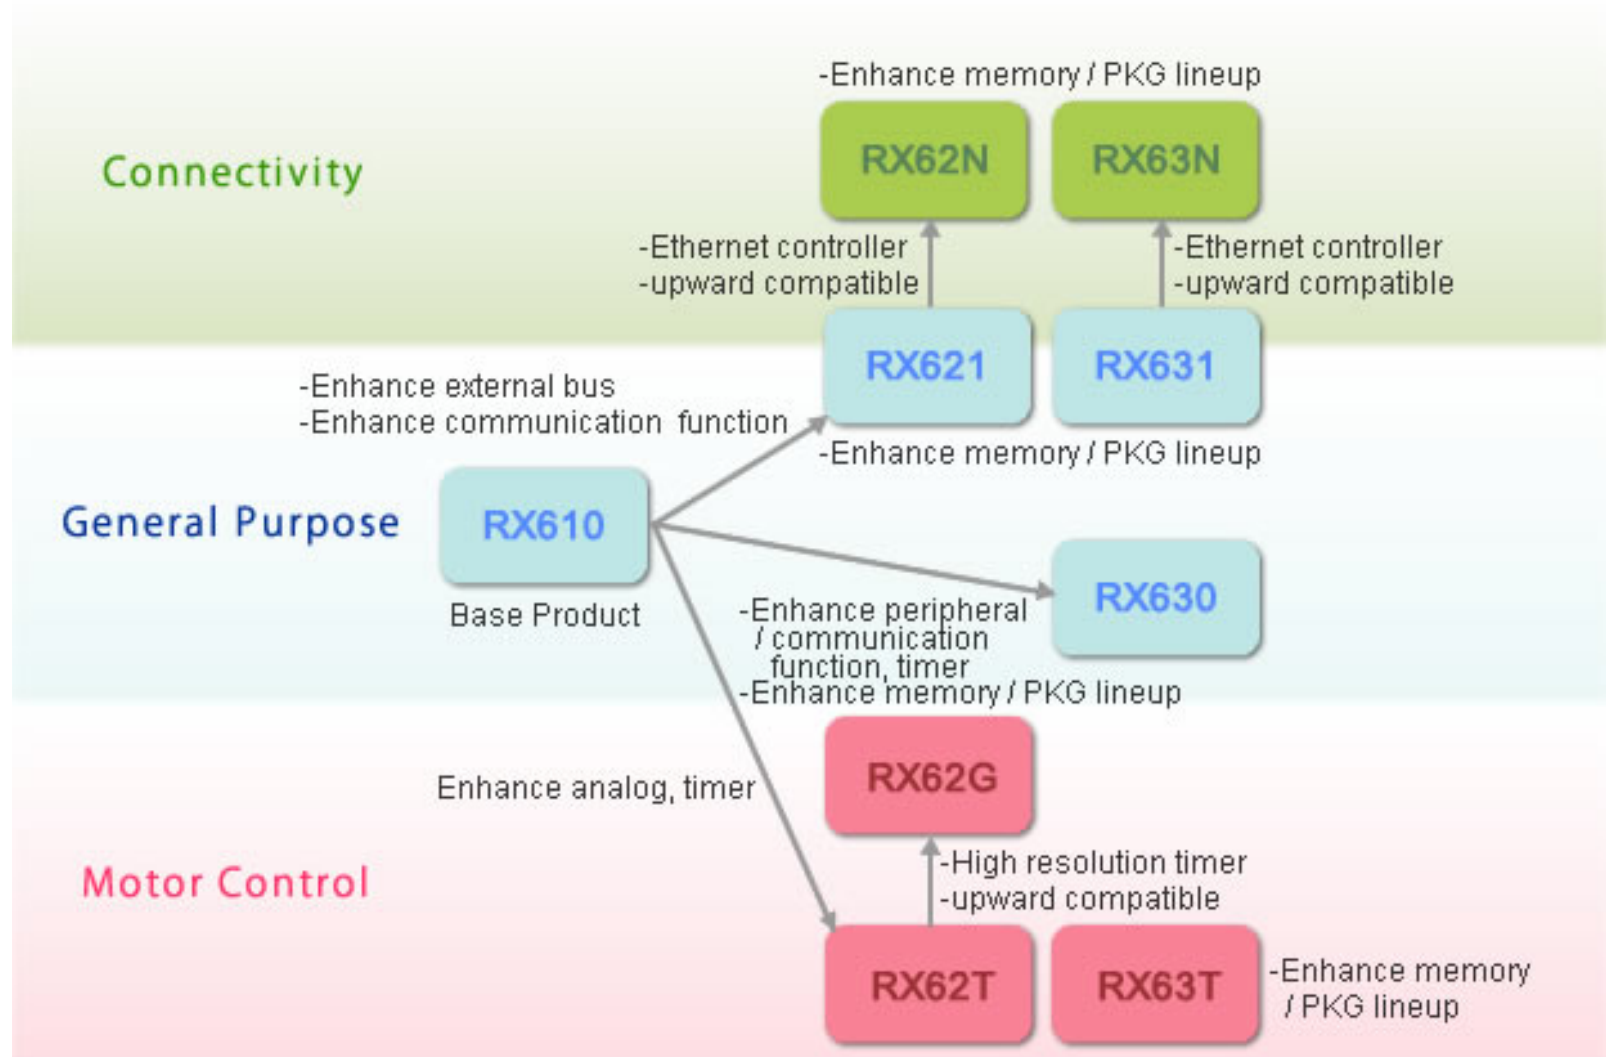 -Enhance memory / PKG lineup
RX62N
RX63N
Connectivity
-Ethernet controller
-upward compatible
-Ethernet controller
-upward compatible
RX621
RX631
-Enhance external bus
-Enhance communication function
-Enhance memory / PKG lineup
General Purpose
RX610
Base Product
RX630
-Enhance peripheral
/ communication
function, timer
-Enhance memory / PKG lineup
RX62G
Enhance analog, timer
Motor Control
-High resolution timer
-upward compatible
RX62T
RX63T
-Enhance memory
/ PKG lineup